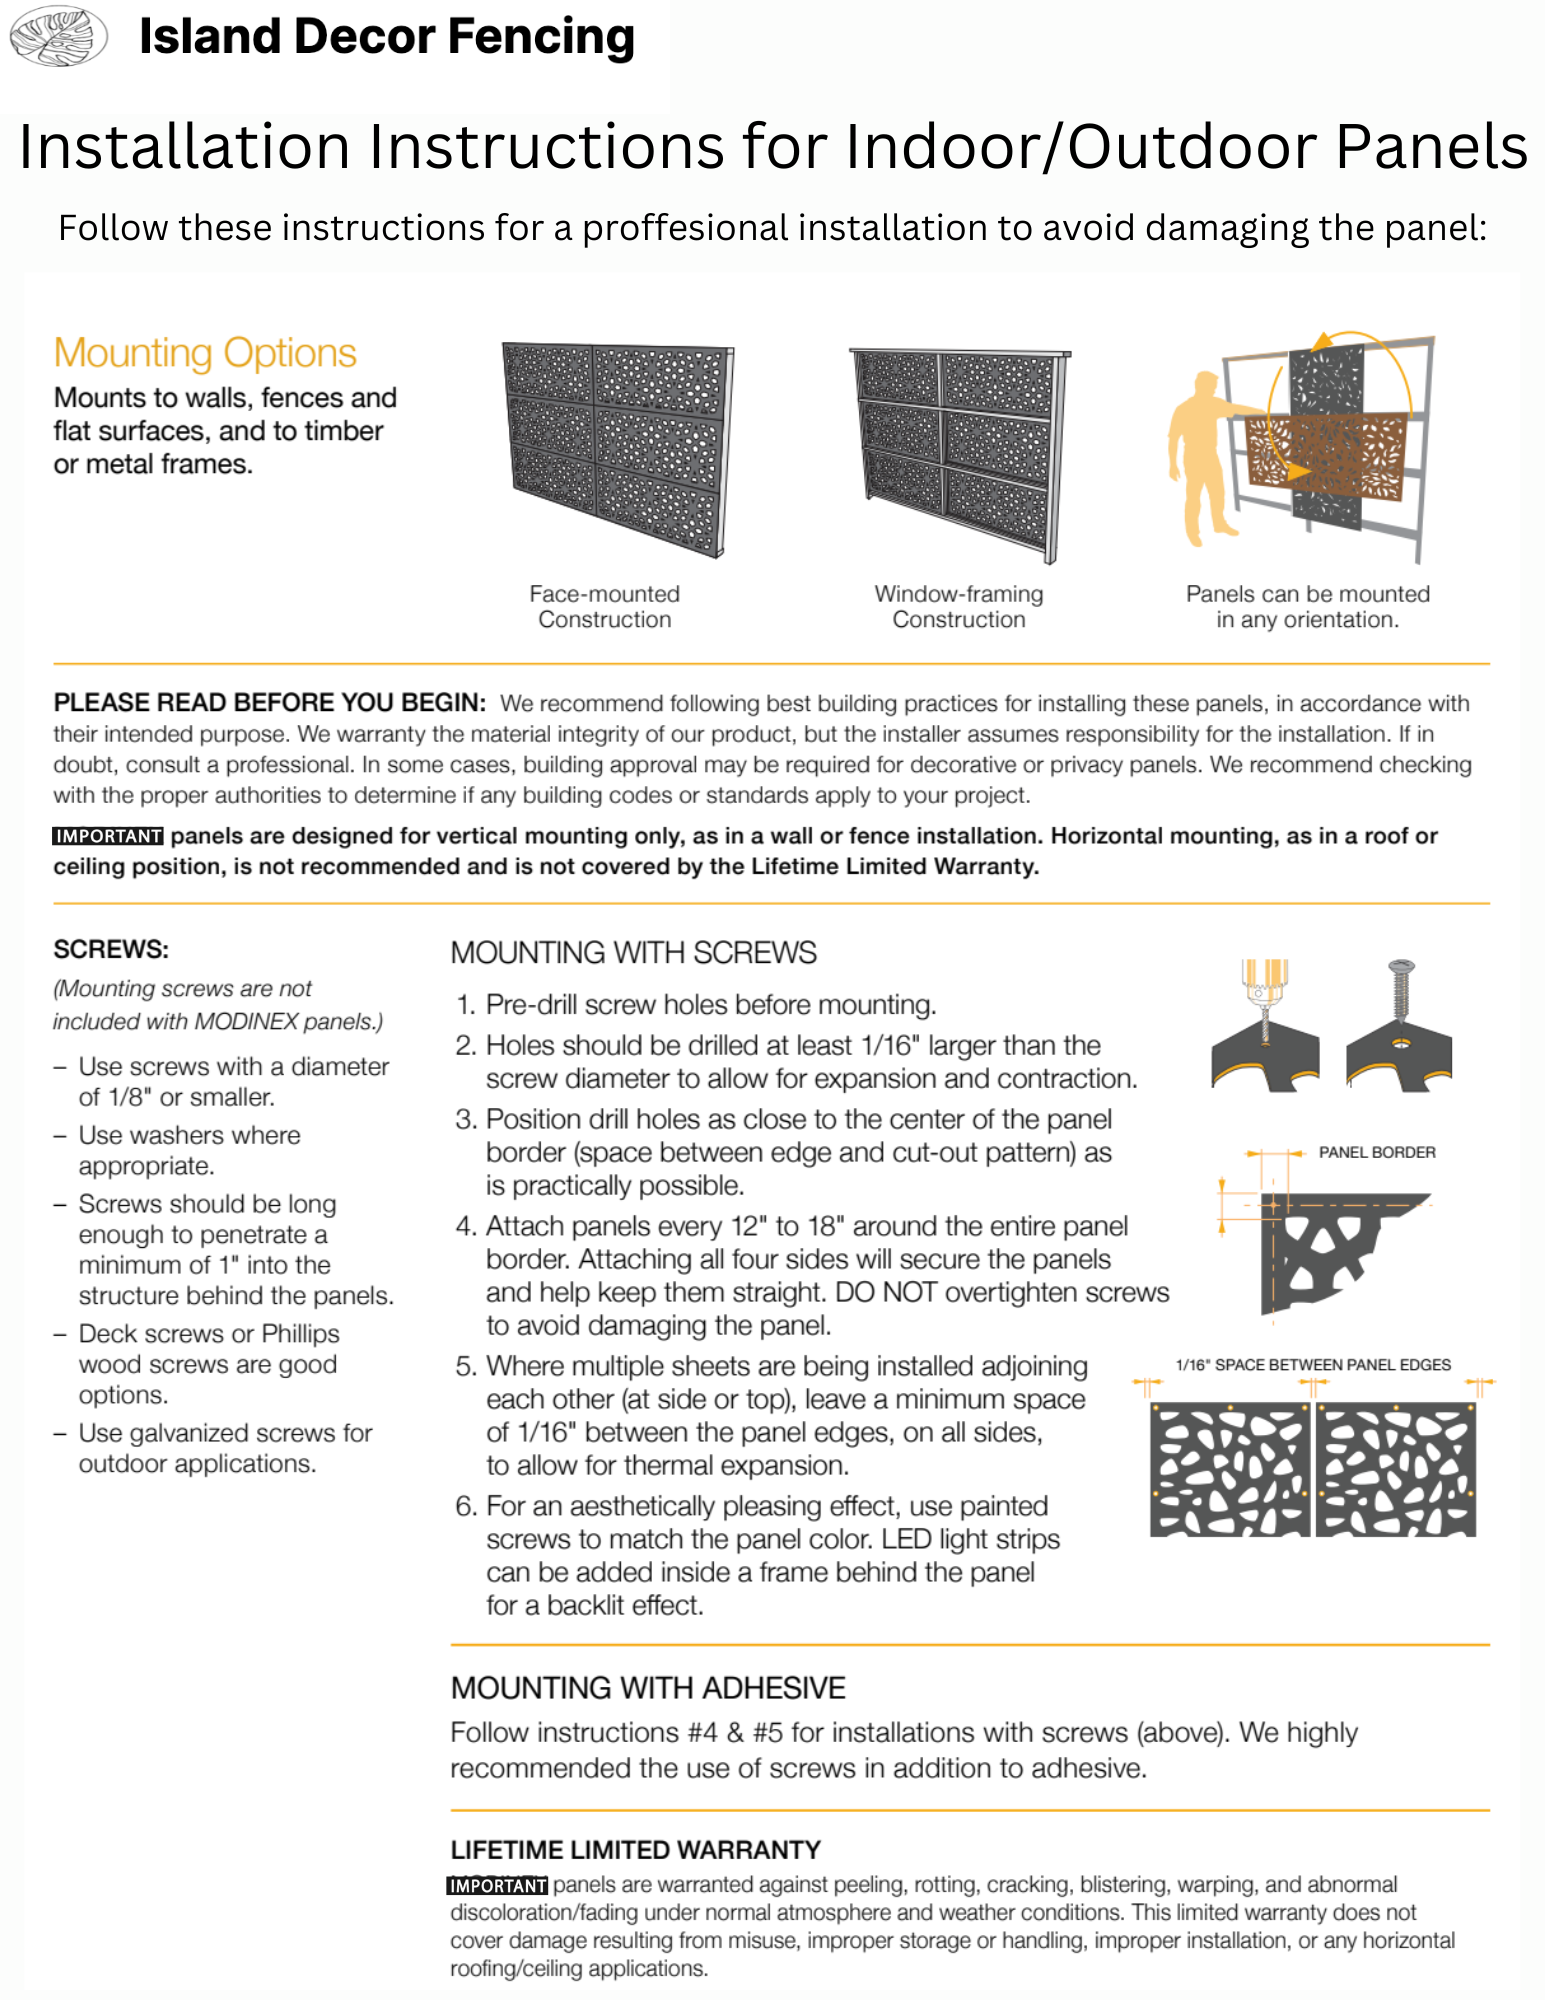 Island Decor Fencing
Installation Instructions for Indoor/Outdoor Panels
Follow these instructions for a proffesional installation to avoid damaging the panel:
Mounting Options
Mounts to walls, fences and
flat surfaces, and to timber
or metal frames.
Face-mounted
Construction
Window-framing
Construction
Panels can be mounted
in any orientation.
PLEASE READ BEFORE YOU BEGIN: We recommend following best building practices for installing these panels, in accordance with
their intended purpose. We warranty the material integrity of our product, but the installer assumes responsibility for the installation. If in
doubt, consult a professional. In some cases, building approval may be required for decorative or privacy panels. We recommend checking
with the proper authorities to determine if any building codes or standards apply to your project.
IMPORTANT panels are designed for vertical mounting only, as in a wall or fence installation. Horizontal mounting, as in a roof or
ceiling position, is not recommended and is not covered by the Lifetime Limited Warranty.
SCREWS:
(Mounting screws are not
included with MODINEX panels.)
– Use screws with a diameter
of 1/8" or smaller.
– Use washers where
appropriate.
– Screws should be long
enough to penetrate a
minimum of 1" into the
structure behind the panels.
– Deck screws or Phillips
wood screws are good
options.
– Use galvanized screws for
outdoor applications.
MOUNTING WITH SCREWS
1. Pre-drill screw holes before mounting.
2. Holes should be drilled at least 1/16" larger than the
screw diameter to allow for expansion and contraction.
3. Position drill holes as close to the center of the panel
border (space between edge and cut-out pattern) as
is practically possible.
4. Attach panels every 12" to 18" around the entire panel
border. Attaching all four sides will secure the panels
and help keep them straight. DO NOT overtighten screws
to avoid damaging the panel.
5. Where multiple sheets are being installed adjoining
each other (at side or top), leave a minimum space
of 1/16" between the panel edges, on all sides,
to allow for thermal expansion.
6. For an aesthetically pleasing effect, use painted
screws to match the panel color. LED light strips
can be added inside a frame behind the panel
for a backlit effect.
PANEL BORDER
1/16" SPACE BETWEEN PANEL EDGES
MOUNTING WITH ADHESIVE
Follow instructions #4 & #5 for installations with screws (above). We highly
recommended the use of screws in addition to adhesive.
LIFETIME LIMITED WARRANTY
IMPORTANT panels are warranted against peeling, rotting, cracking, blistering, warping, and abnormal
discoloration/fading under normal atmosphere and weather conditions. This limited warranty does not
cover damage resulting from misuse, improper storage or handling, improper installation, or any horizontal
roofing/ceiling applications.